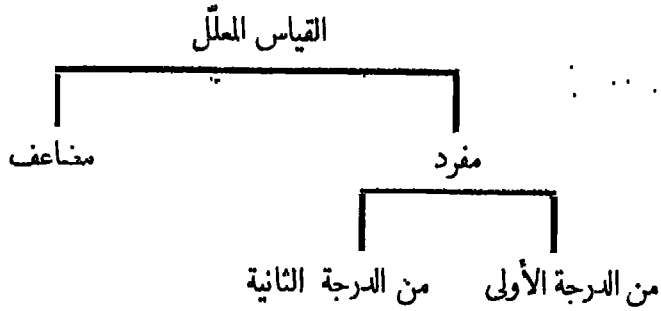 القياس المعلّل
مفرد مضاعف
من الدرجة الأولى من الدرجة الثانية